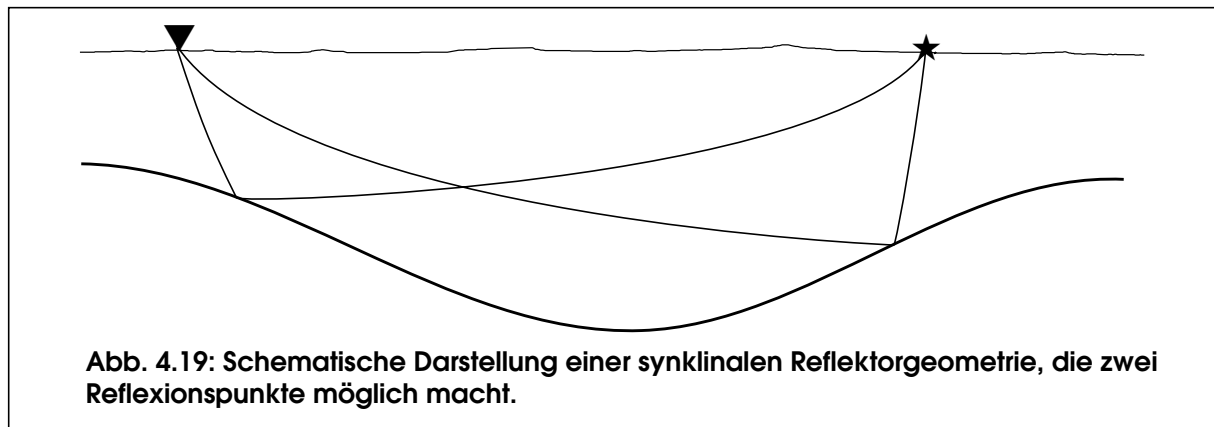 Abb. 4.19: Schematische Darstellung einer synklinalen Reflektorgeometrie, die zwei
Reflexionspunkte möglich macht.